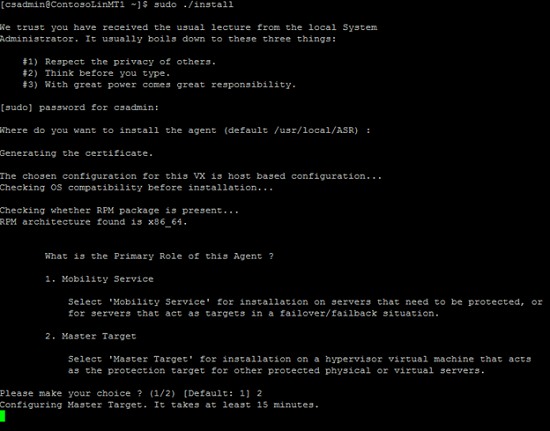 [csadmin@ContosoLinMT1 ~]$ sudo ./install
We trust you have received the usual lecture from the local System
Administrator. It usually boils down to these three things:
#1) Respect the privacy of others.
#2) Think before you type.
#3) With great power comes great responsibility.
[sudo] password for csadmin:
Where do you want to install the agent (default /usr/local/ASR) :
Generating the certificate.
The chosen configuration for this VX is host based configuration...
Checking OS compatibility before installation...
Checking whether RPM package is present...
RPM architecture found is x86_64.
What is the Primary Role of this Agent ?
1. Mobility Service
Select 'Mobility Service' for installation on servers that need to be protected, or
for servers that act as targets in a failover/failback situation.
2. Master Target
Select 'Master Target' for installation on a hypervisor virtual machine that acts
as the protection target for other protected physical or virtual servers.
Please make your choice ? (1/2) [Default: 1] 2
Configuring Master Target. It takes at least 15 minutes.